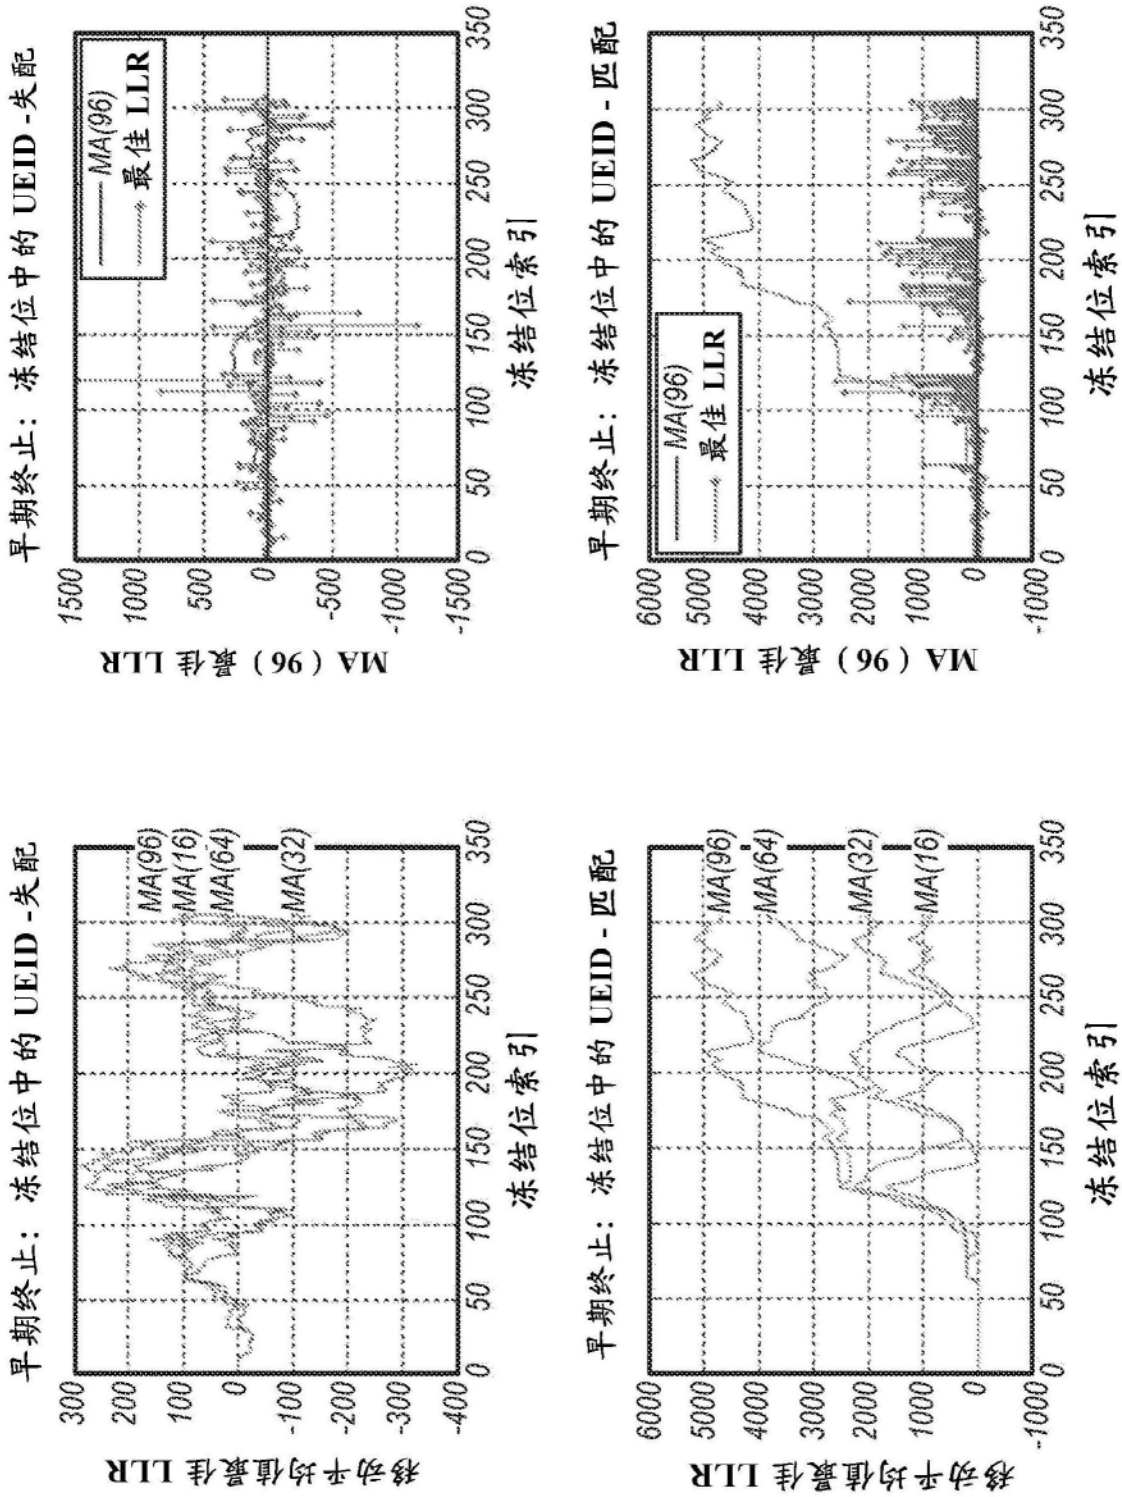 早期终止: 冻结位中的 UEID -失配
移动平均值最佳 LLR
300
200
100
0
-100
-200
-300
-400
MA(96)
MA(16)
MA(64)
MA(32)
0 50 100 150 200 250 300 350
冻结位索引
早期终止: 冻结位中的 UEID -失配
MA (96) 最佳 LLR
1500
1000
500
0
-500
-1000
-1500
MA(96)
最佳 LLR
0 50 100 150 200 250 300 350
冻结位索引
早期终止: 冻结位中的 UEID - 匹配
移动平均值最佳 LLR
6000
5000
4000
3000
2000
1000
0
-1000
MA(96)
MA(64)
MA(32)
MA(16)
0 50 100 150 200 250 300 350
冻结位索引
早期终止: 冻结位中的 UEID - 匹配
MA (96) 最佳 LLR
6000
5000
4000
3000
2000
1000
0
-1000
MA(96)
最佳 LLR
0 50 100 150 200 250 300 350
冻结位索引